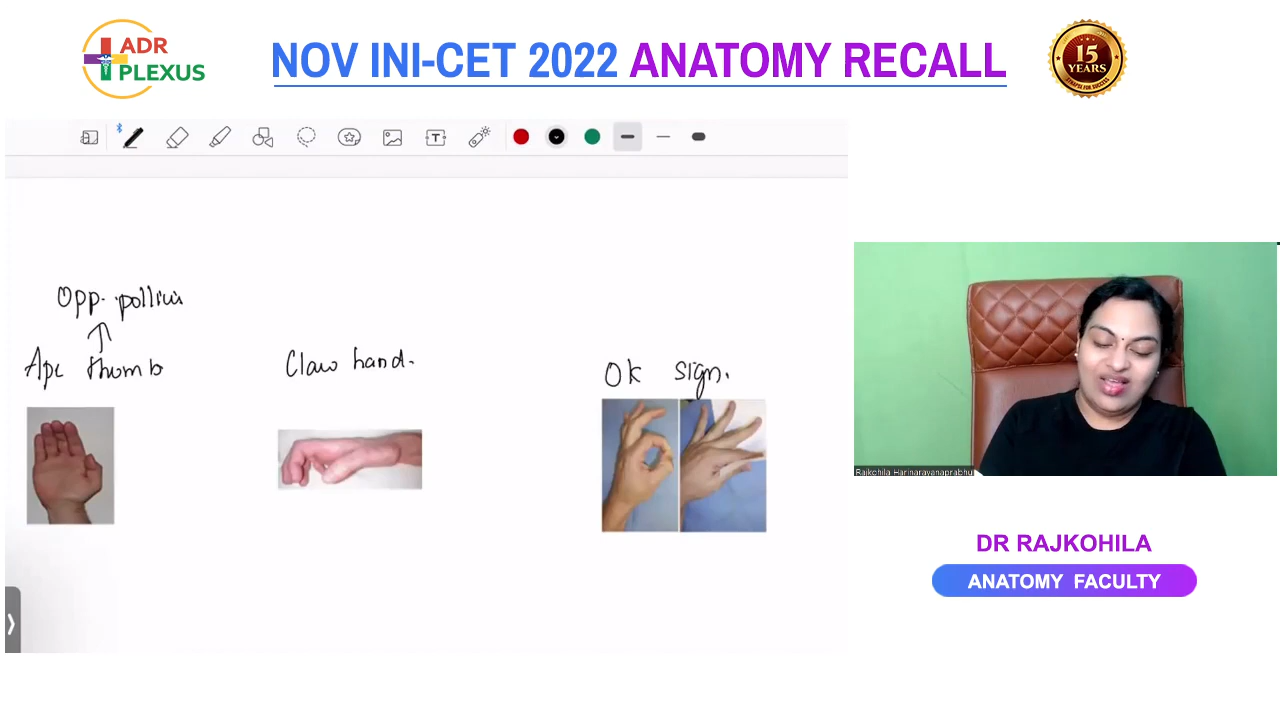 ADR
PLEXUS
NOV INI-CET 2022 ANATOMY RECALL
15
YEARS
T
Opp. pollicis
Ape thumb
Claw hand.
Ok sign.
Rajkohila Harinarayanaprabhu
DR RAJKOHILA
ANATOMY FACULTY